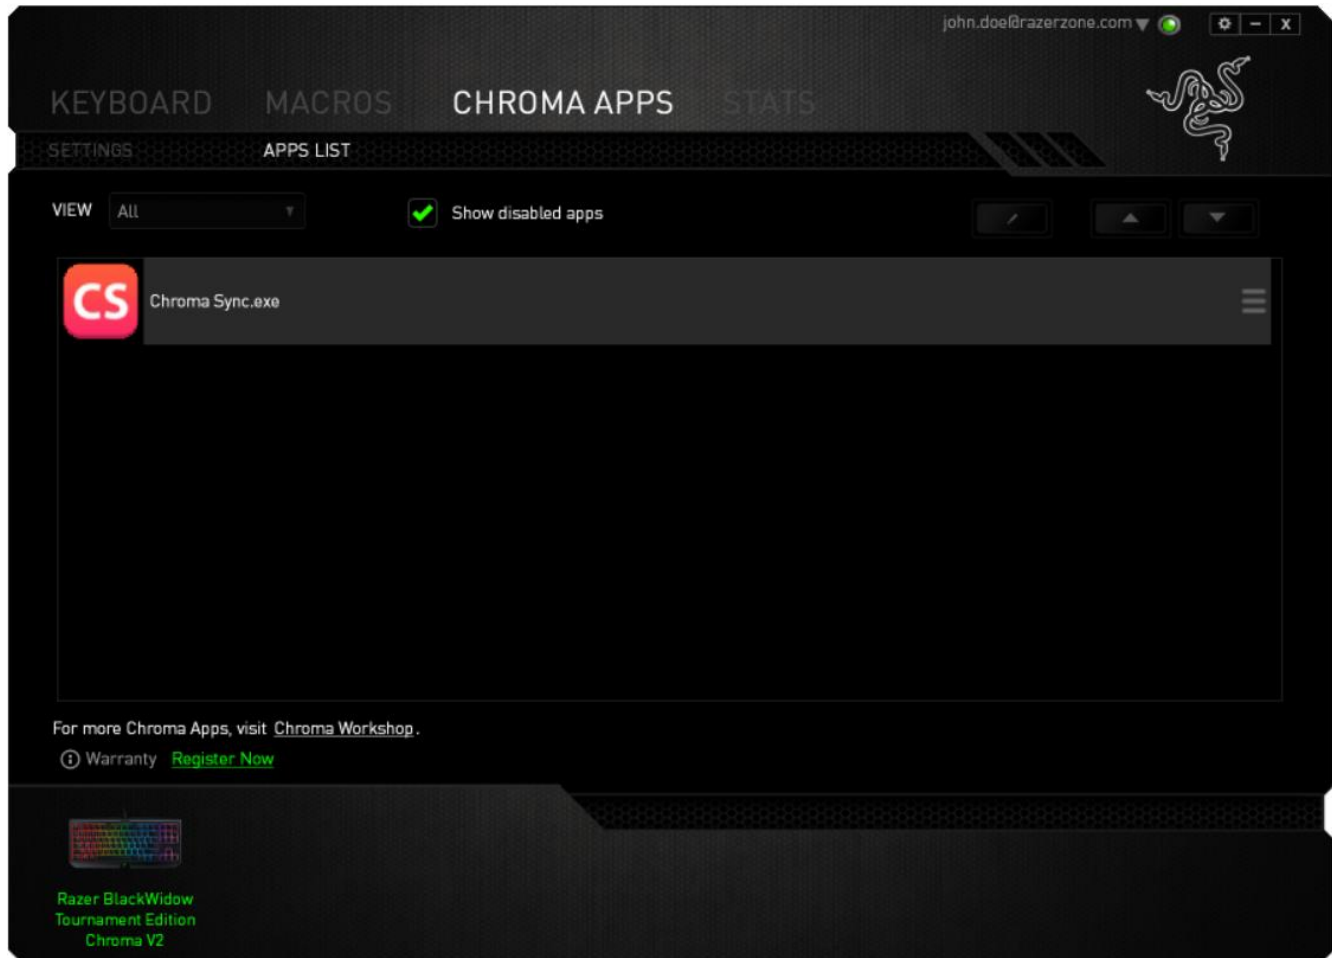 john.doe@razerzone.com
KEYBOARD MACROS CHROMA APPS STATS
SETTINGS APPS LIST
VIEW All Show disabled apps
CS Chroma Sync.exe
For more Chroma Apps, visit Chroma Workshop.
Warranty Register Now
Razer BlackWidow
Tournament Edition
Chroma V2